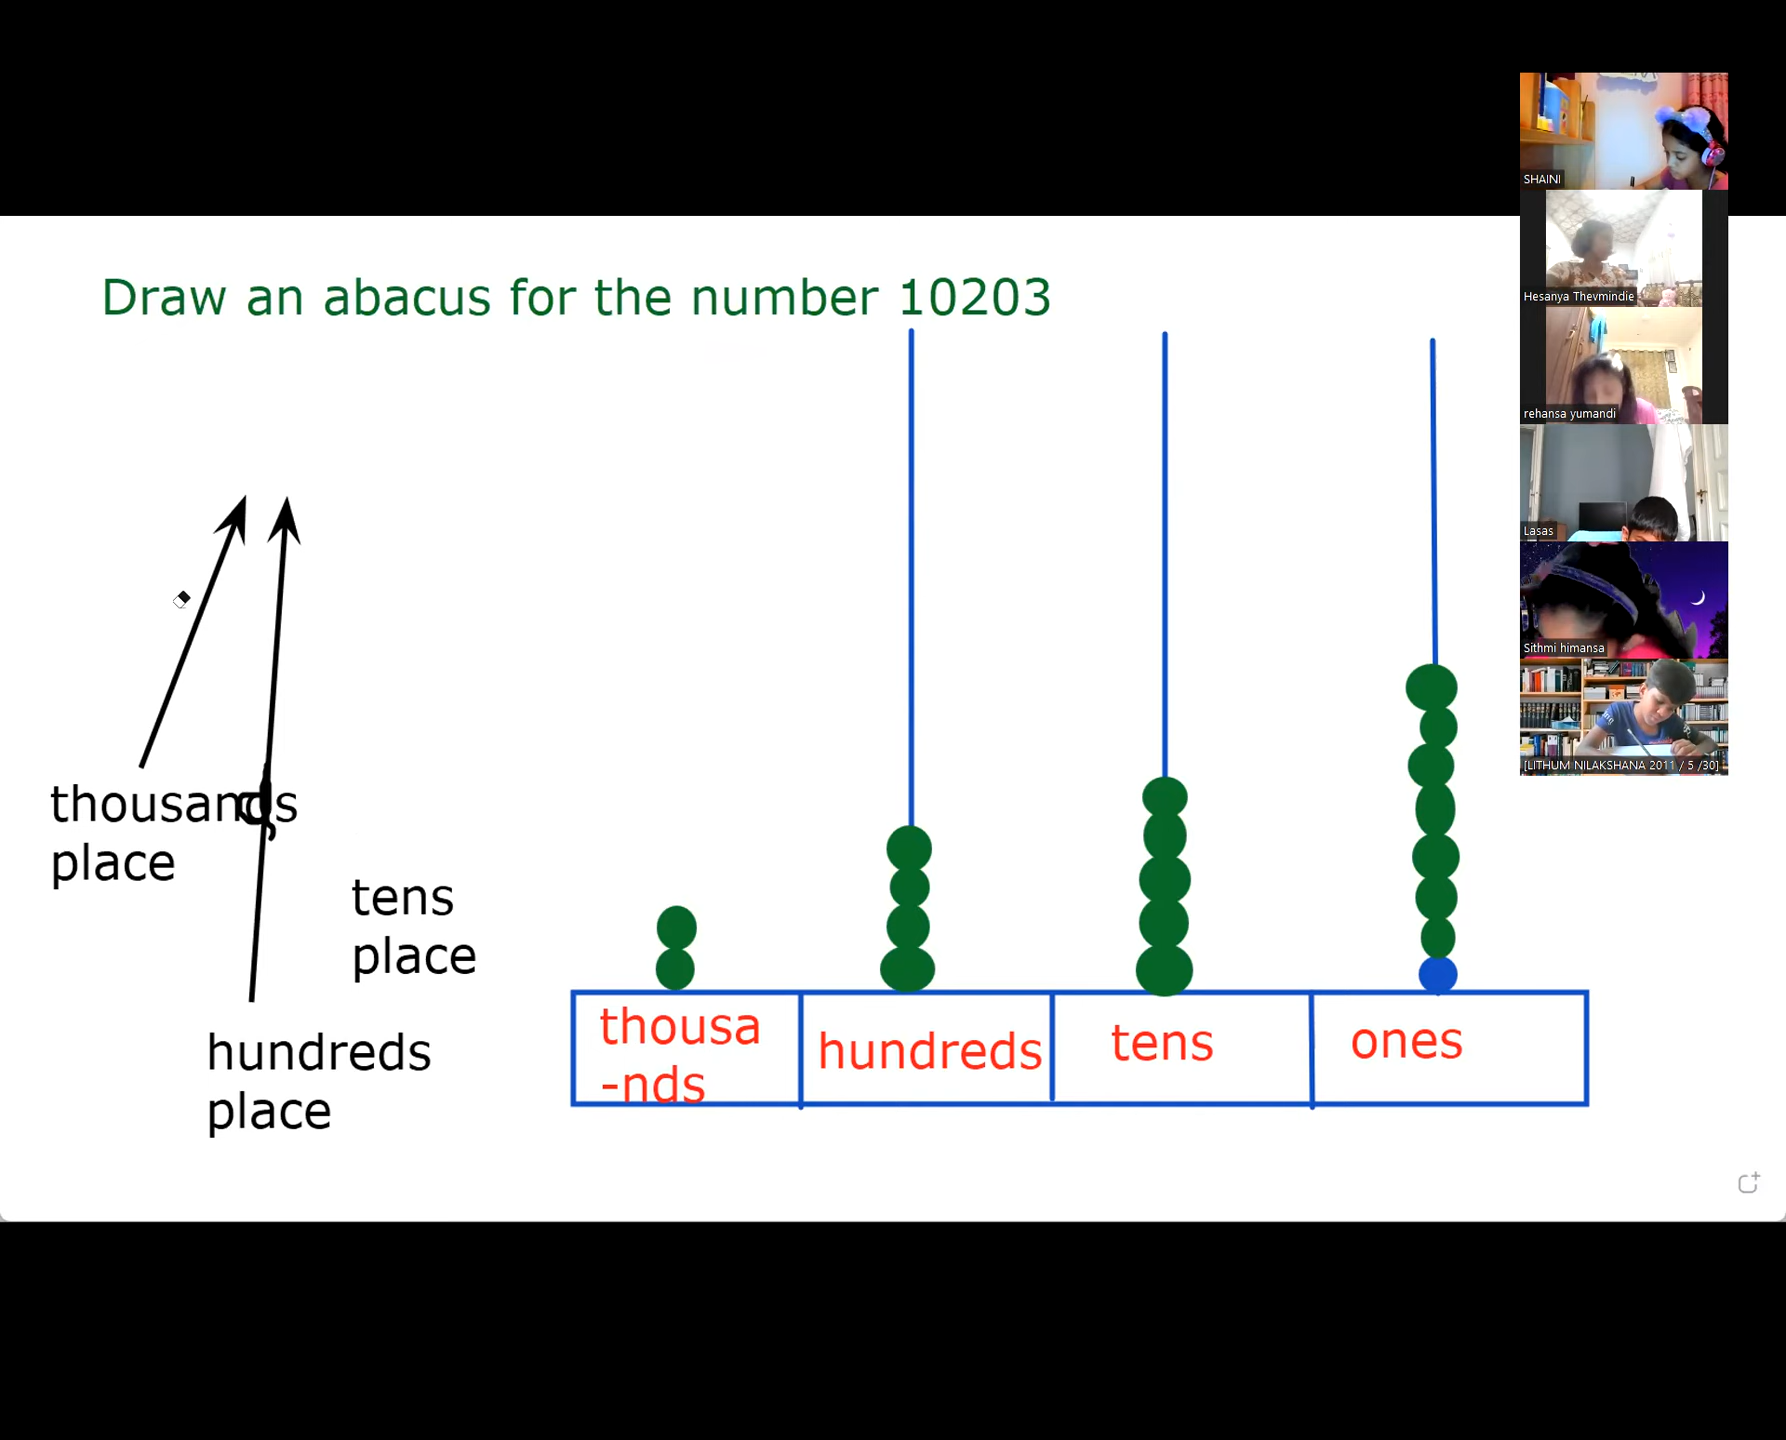 Draw an abacus for the number 10203
thousands
place
tens
place
hundreds
place
thousa
-nds
hundreds
tens
ones
SHAINI
Hesanya Thevmindie
rehansa yumandi
Lasas
Sithmi himansa
[LITHUM NILAKSHANA 2011 / 5 /30]